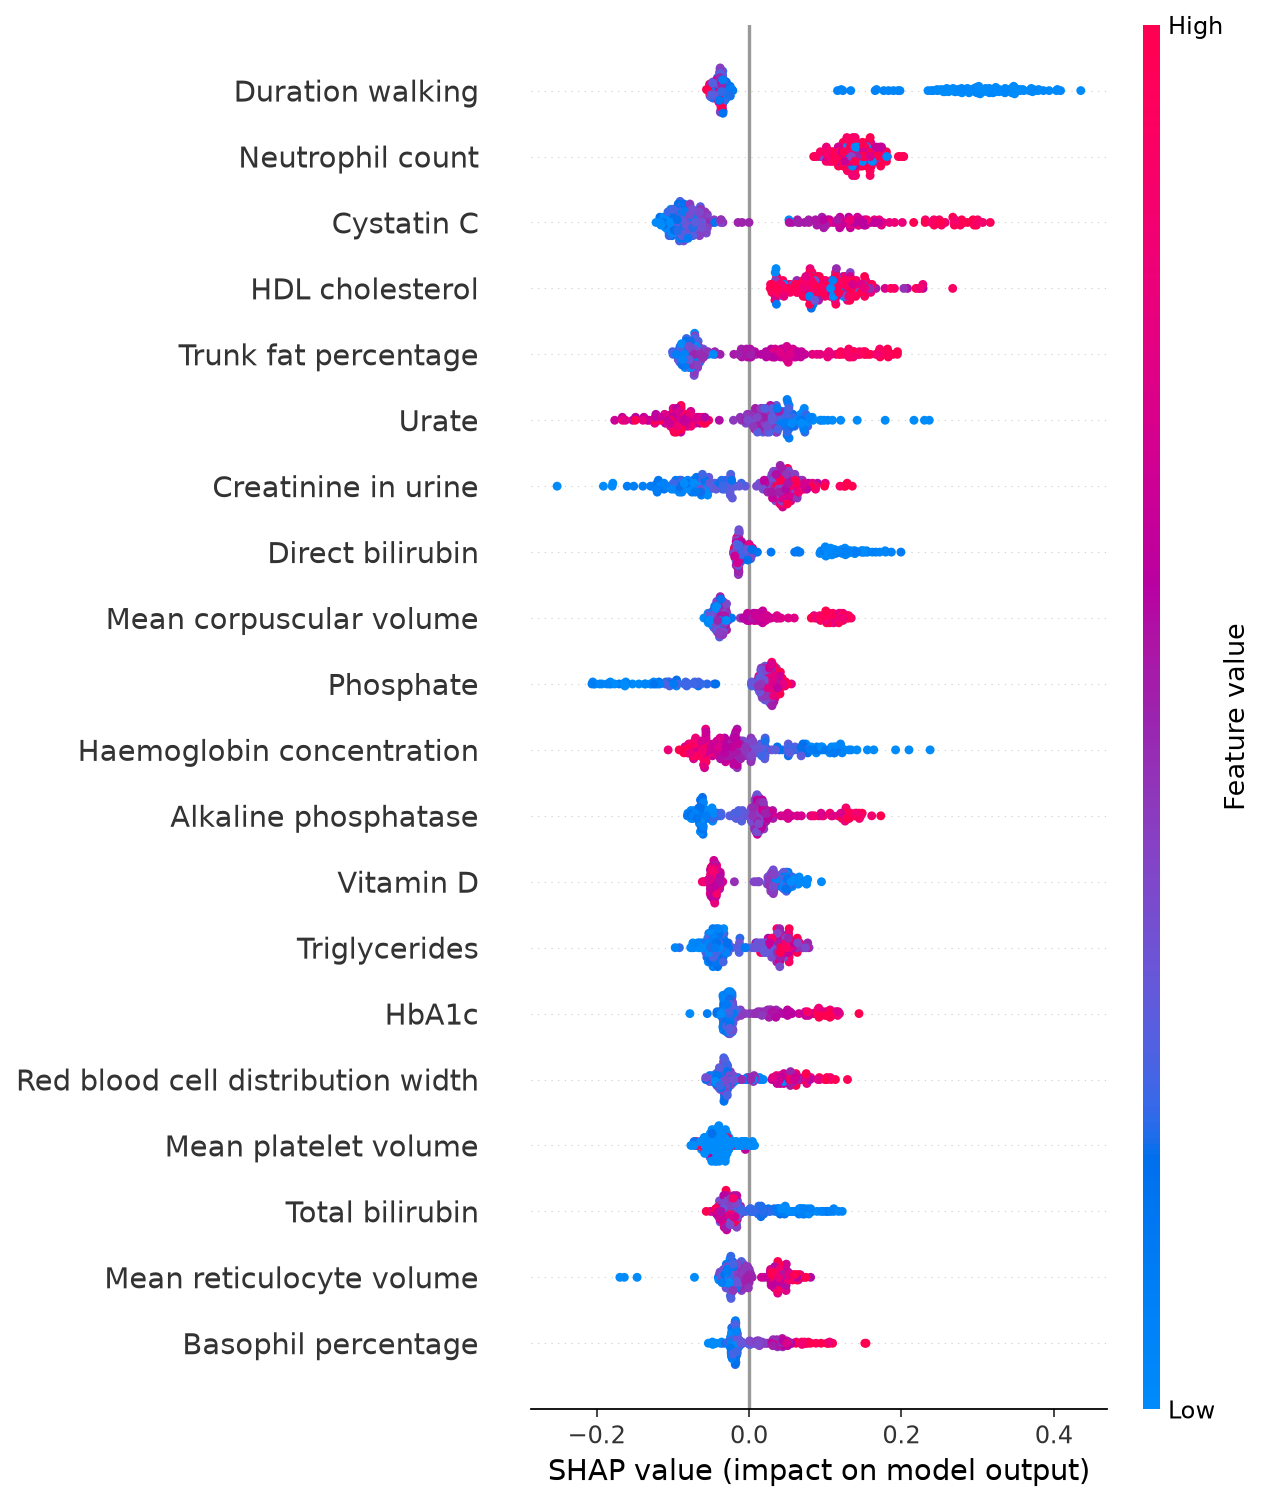 High
Duration walking
Neutrophil count
Cystatin C
HDL cholesterol
Trunk fat percentage
Urate
Creatinine in urine
Direct bilirubin
Mean corpuscular volume
Phosphate
Haemoglobin concentration
Alkaline phosphatase
Vitamin D
Triglycerides
HbA1c
Red blood cell distribution width
Mean platelet volume
Total bilirubin
Mean reticulocyte volume
Basophil percentage
Feature value
Low
−0.2 0.0 0.2 0.4
SHAP value (impact on model output)